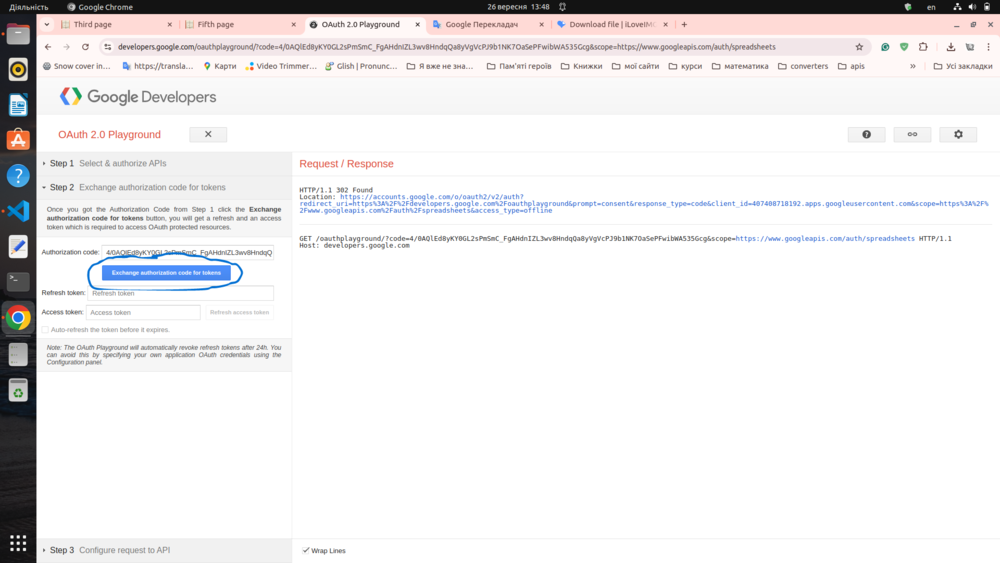 Діяльність Google Chrome 26 вересня 13:48 en
Third page Fifth page OAuth 2.0 Playground Google Перекладач Download file | iLoveIM
developers.google.com/oauthplayground/?code=4/0AQlEd8yKY0GL2sPmSmC_FgAHdnIZL3wv8HndqQa8yVgVcPJ9b1NK7OaSePFwibWA535Gcg&scope=https://www.googleapis.com/auth/spreadsheets
Snow cover in... https://transla... Карти Video Trimmer... Glish | Pronunc... Я вже не зна... Пам'яті героїв Книжки мої сайти курси математика converters apis » Усі закладки
Google Developers
OAuth 2.0 Playground
Step 1 Select & authorize APIs
Step 2 Exchange authorization code for tokens
Once you got the Authorization Code from Step 1 click the Exchange
authorization code for tokens button, you will get a refresh and an access
token which is required to access OAuth protected resources.
Authorization code: 4/0AQlEd8yKY0GL2sPmSmC_FgAHdnIZL3wv8HndqQ
Exchange authorization code for tokens
Refresh token: Refresh token
Access token: Access token Refresh access token
Auto-refresh the token before it expires.
Note: The OAuth Playground will automatically revoke refresh tokens after 24h. You
can avoid this by specifying your own application OAuth credentials using the
Configuration panel.
Step 3 Configure request to API
Request / Response
HTTP/1.1 302 Found
Location: https://accounts.google.com/o/oauth2/v2/auth?
redirect_uri=https%3A%2F%2Fdevelopers.google.com%2Foauthplayground&prompt=consent&response_type=code&client_id=407408718192.apps.googleusercontent.com&scope=https%3A%2F%
2Fwww.googleapis.com%2Fauth%2Fspreadsheets&access_type=offline
GET /oauthplayground/?code=4/0AQlEd8yKY0GL2sPmSmC_FgAHdnIZL3wv8HndqQa8yVgVcPJ9b1NK7OaSePFwibWA535Gcg&scope=https://www.googleapis.com/auth/spreadsheets HTTP/1.1
Host: developers.google.com
Wrap Lines